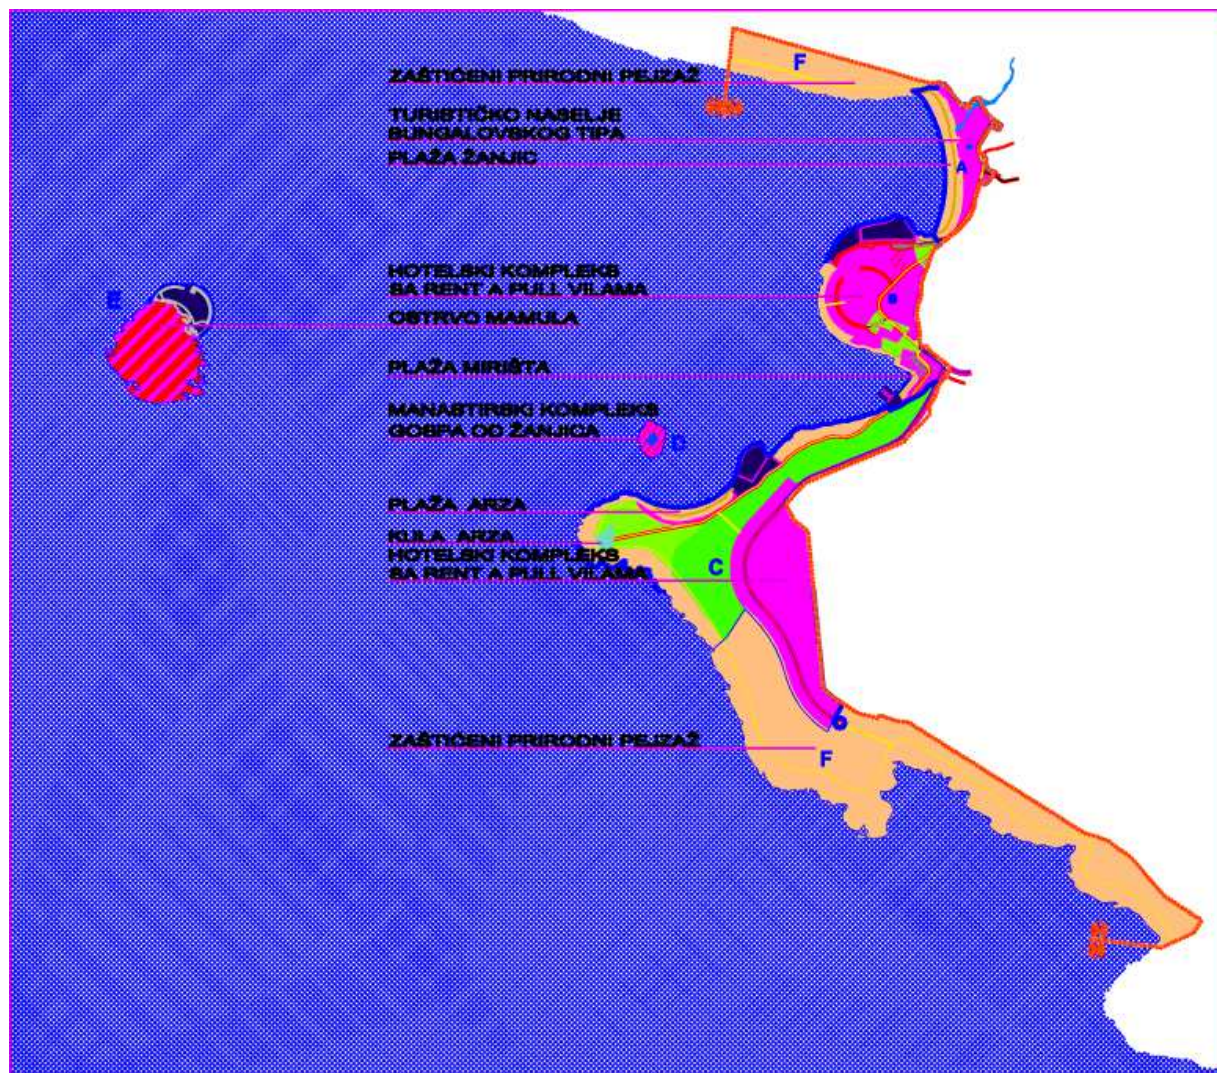 F
ZAŠTIĆENI PRIRODNI PEJZAŽ
TURISTIČKO NASELJE
BUNGALOVSKOG TIPA
PLAŽA ŽANJIC
A
HOTELSKI KOMPLEKS
SA RENT A PULL VILAMA
B
E
OSTRVO MAMULA
PLAŽA MIRIŠTA
MANASTIRSKI KOMPLEKS
GOSPA OD ŽANJICA
D
PLAŽA ARZA
KULA ARZA
HOTELSKI KOMPLEKS
SA RENT A PULL VILAMA
C
6
ZAŠTIĆENI PRIRODNI PEJZAŽ
F